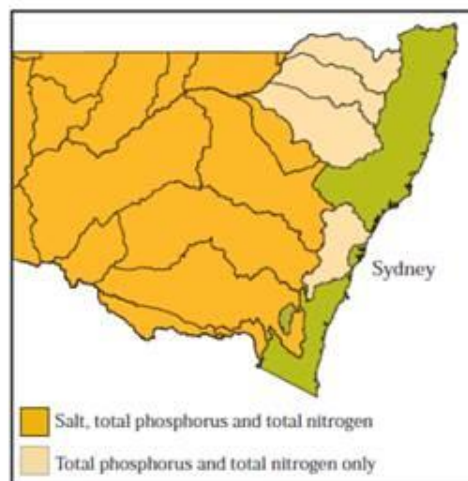 Sydney
Salt, total phosphorus and total nitrogen
Total phosphorus and total nitrogen only